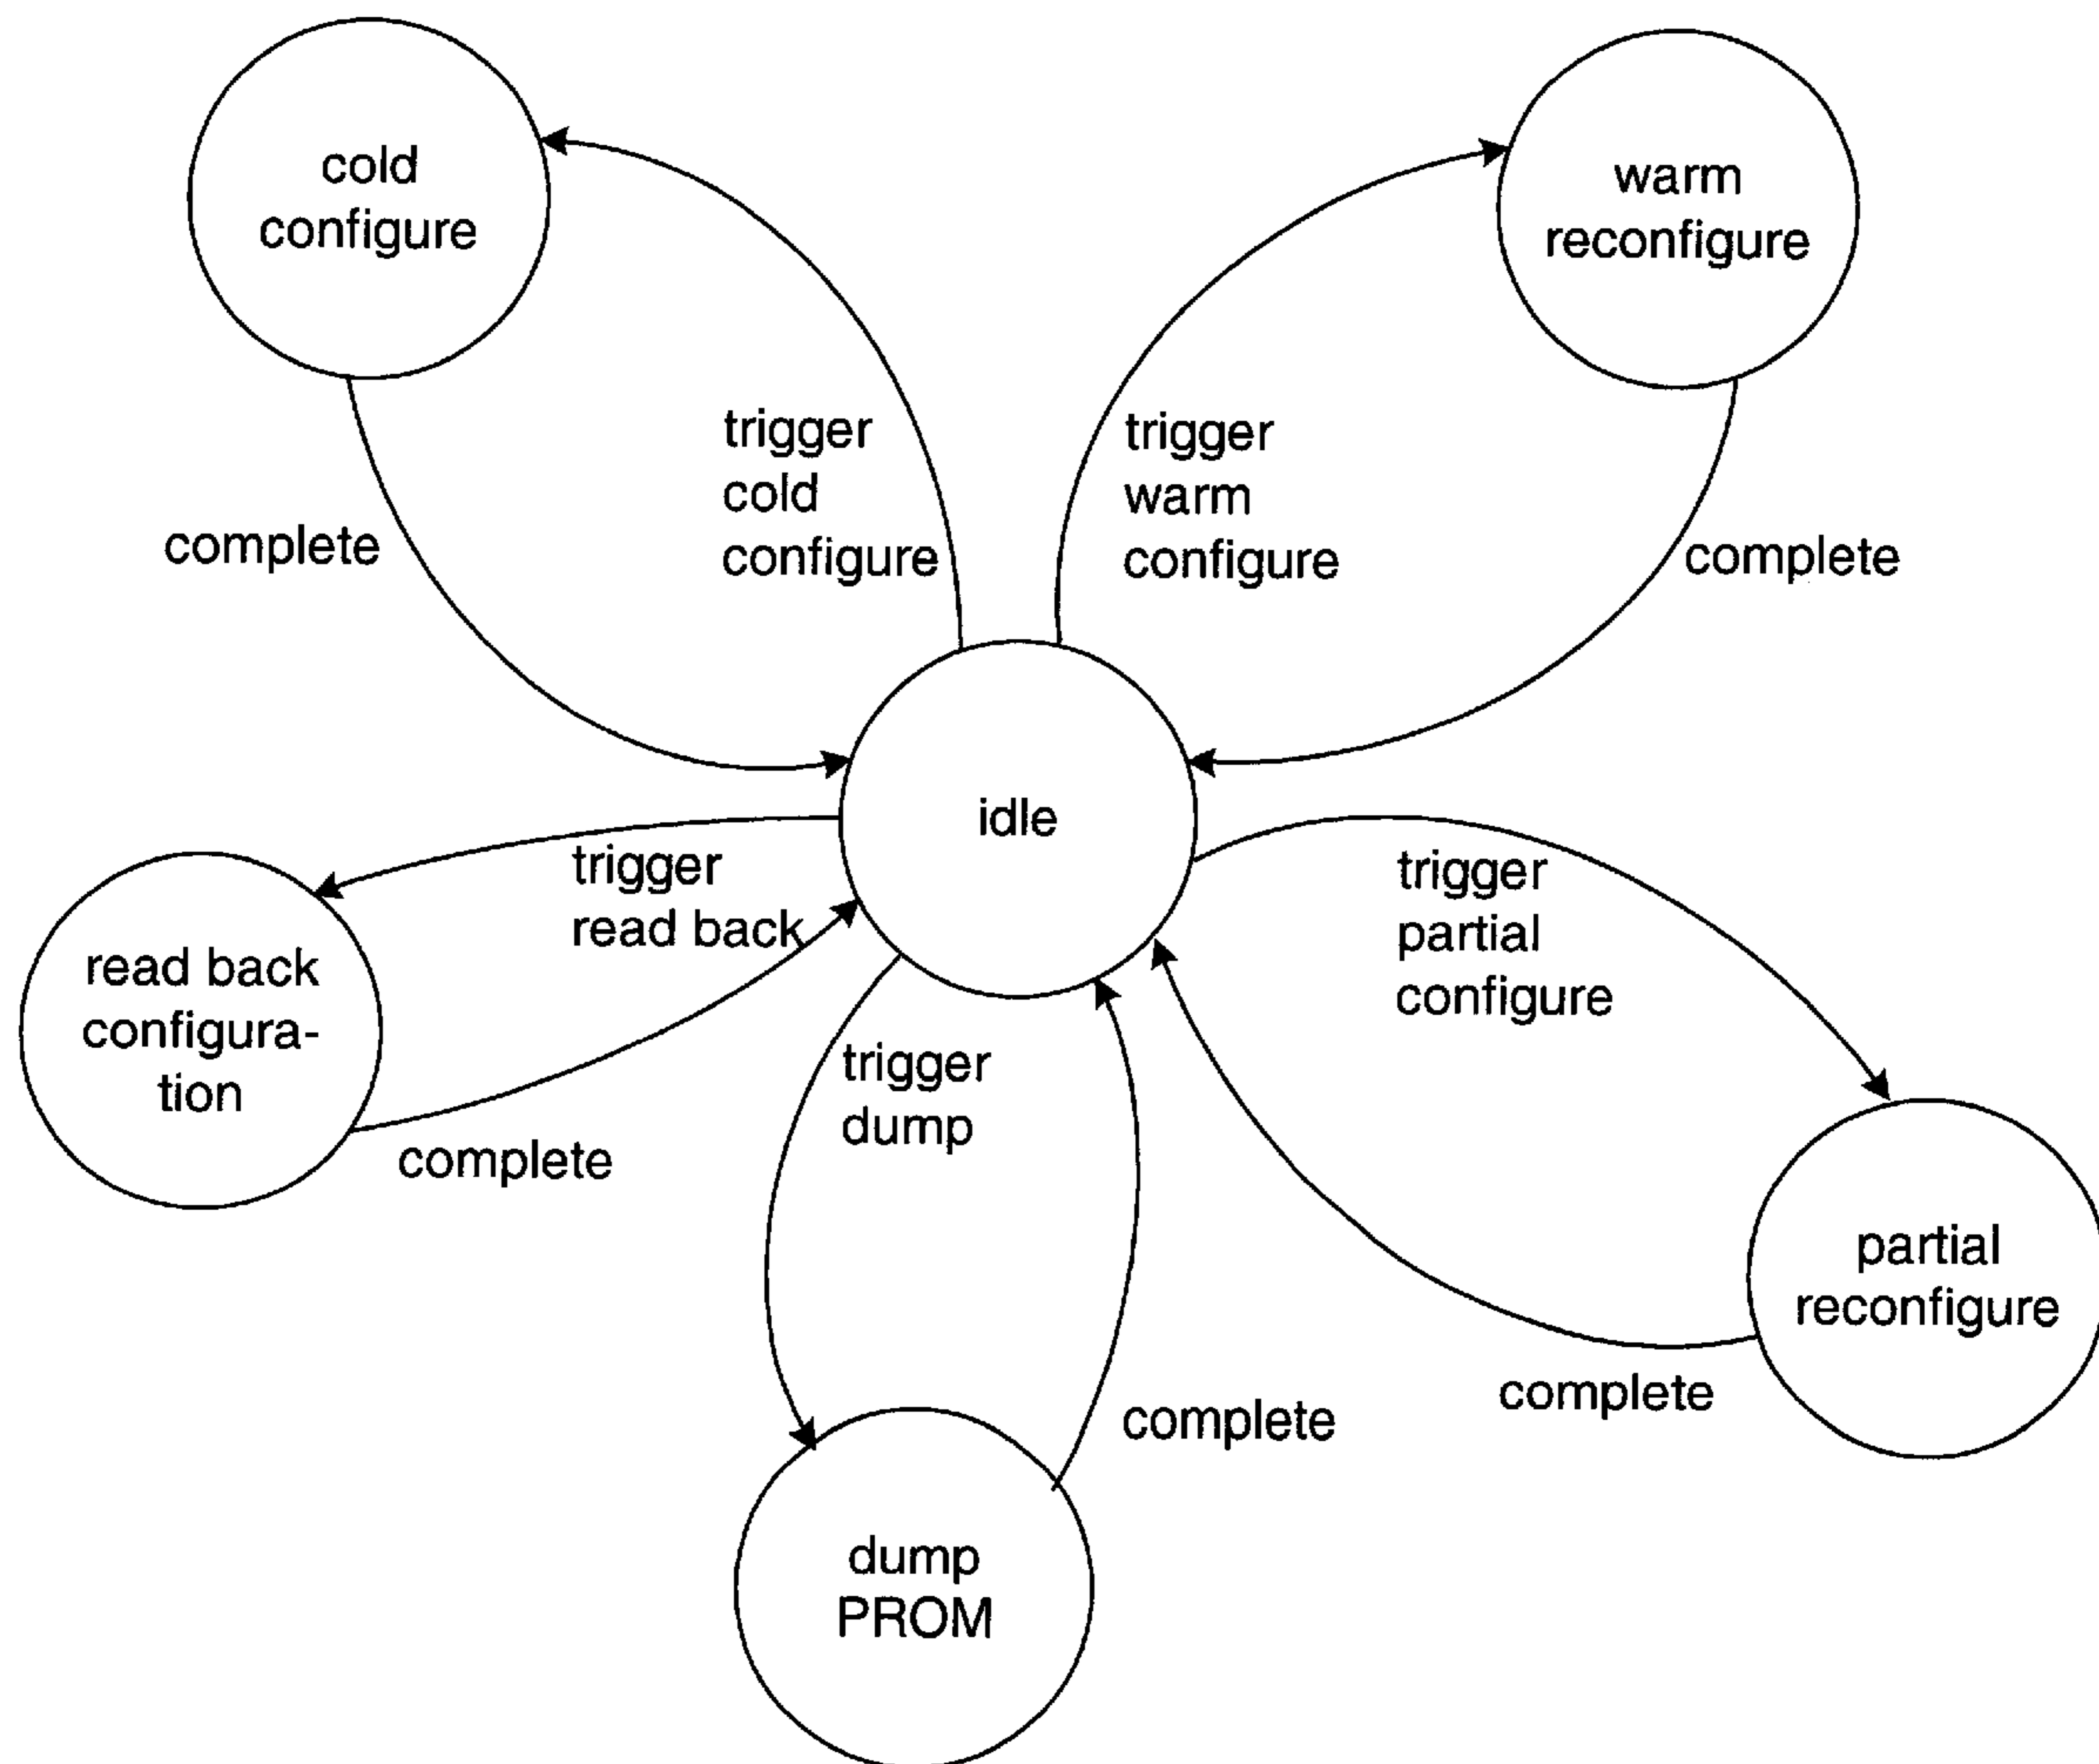 cold
configure
warm
reconfigure
trigger
cold
configure
trigger
warm
configure
complete
complete
idle
trigger
read back
trigger
partial
configure
read back
configura-
tion
trigger
dump
complete
partial
reconfigure
complete
complete
dump
PROM